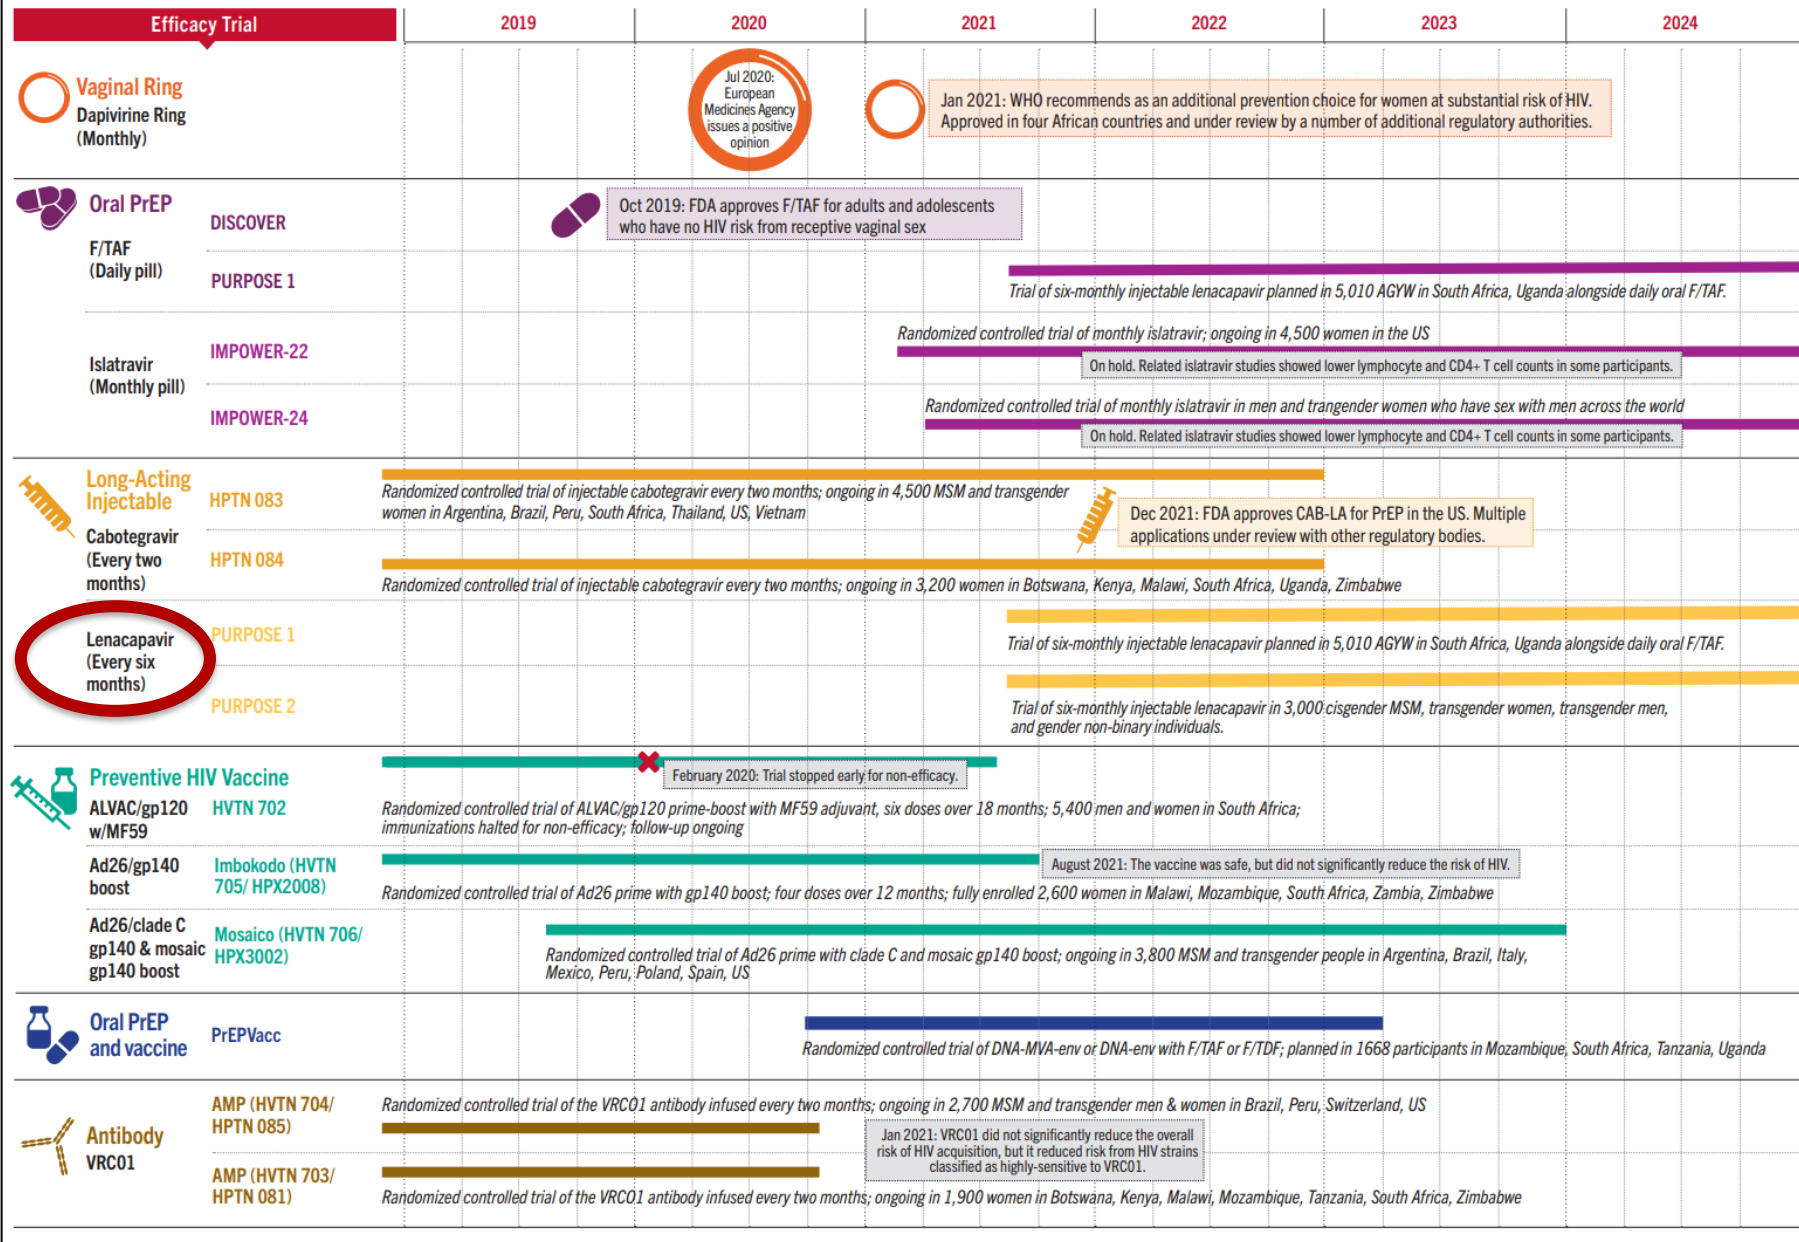 Efficacy Trial
2019
2020
2021
2022
2023
2024
Vaginal Ring
Dapivirine Ring
(Monthly)
Jul 2020:
European
Medicines Agency
issues a positive
opinion
Jan 2021: WHO recommends as an additional prevention choice for women at substantial risk of HIV.
Approved in four African countries and under review by a number of additional regulatory authorities.
Oral PrEP
F/TAF
(Daily pill)
DISCOVER
Oct 2019: FDA approves F/TAF for adults and adolescents
who have no HIV risk from receptive vaginal sex
PURPOSE 1
Trial of six-monthly injectable lenacapavir planned in 5,010 AGYW in South Africa, Uganda alongside daily oral F/TAF.
Islatravir
(Monthly pill)
IMPOWER-22
Randomized controlled trial of monthly islatravir; ongoing in 4,500 women in the US
On hold. Related islatravir studies showed lower lymphocyte and CD4+ T cell counts in some participants.
IMPOWER-24
Randomized controlled trial of monthly islatravir in men and trangender women who have sex with men across the world
On hold. Related islatravir studies showed lower lymphocyte and CD4+ T cell counts in some participants.
Long-Acting
Injectable
Cabotegravir
(Every two
months)
HPTN 083
Randomized controlled trial of injectable cabotegravir every two months; ongoing in 4,500 MSM and transgender
women in Argentina, Brazil, Peru, South Africa, Thailand, US, Vietnam
Dec 2021: FDA approves CAB-LA for PrEP in the US. Multiple
applications under review with other regulatory bodies.
HPTN 084
Randomized controlled trial of injectable cabotegravir every two months; ongoing in 3,200 women in Botswana, Kenya, Malawi, South Africa, Uganda, Zimbabwe
Lenacapavir
(Every six
months)
PURPOSE 1
Trial of six-monthly injectable lenacapavir planned in 5,010 AGYW in South Africa, Uganda alongside daily oral F/TAF.
PURPOSE 2
Trial of six-monthly injectable lenacapavir in 3,000 cisgender MSM, transgender women, transgender men,
and gender non-binary individuals.
Preventive HIV Vaccine
ALVAC/gp120
w/MF59
HVTN 702
February 2020: Trial stopped early for non-efficacy.
Randomized controlled trial of ALVAC/gp120 prime-boost with MF59 adjuvant, six doses over 18 months; 5,400 men and women in South Africa;
immunizations halted for non-efficacy; follow-up ongoing
Ad26/gp140
boost
Imbokodo (HVTN
705/ HPX2008)
August 2021: The vaccine was safe, but did not significantly reduce the risk of HIV.
Randomized controlled trial of Ad26 prime with gp140 boost; four doses over 12 months; fully enrolled 2,600 women in Malawi, Mozambique, South Africa, Zambia, Zimbabwe
Ad26/clade C
gp140 & mosaic
gp140 boost
Mosaico (HVTN 706/
HPX3002)
Randomized controlled trial of Ad26 prime with clade C and mosaic gp140 boost; ongoing in 3,800 MSM and transgender people in Argentina, Brazil, Italy,
Mexico, Peru, Poland, Spain, US
Oral PrEP
and vaccine
PrEPVacc
Randomized controlled trial of DNA-MVA-env or DNA-env with F/TAF or F/TDF; planned in 1668 participants in Mozambique, South Africa, Tanzania, Uganda
Antibody
VRC01
AMP (HVTN 704/
HPTN 085)
Randomized controlled trial of the VRC01 antibody infused every two months; ongoing in 2,700 MSM and transgender men & women in Brazil, Peru, Switzerland, US
Jan 2021: VRC01 did not significantly reduce the overall
risk of HIV acquisition, but it reduced risk from HIV strains
classified as highly-sensitive to VRC01.
AMP (HVTN 703/
HPTN 081)
Randomized controlled trial of the VRC01 antibody infused every two months; ongoing in 1,900 women in Botswana, Kenya, Malawi, Mozambique, Tanzania, South Africa, Zimbabwe